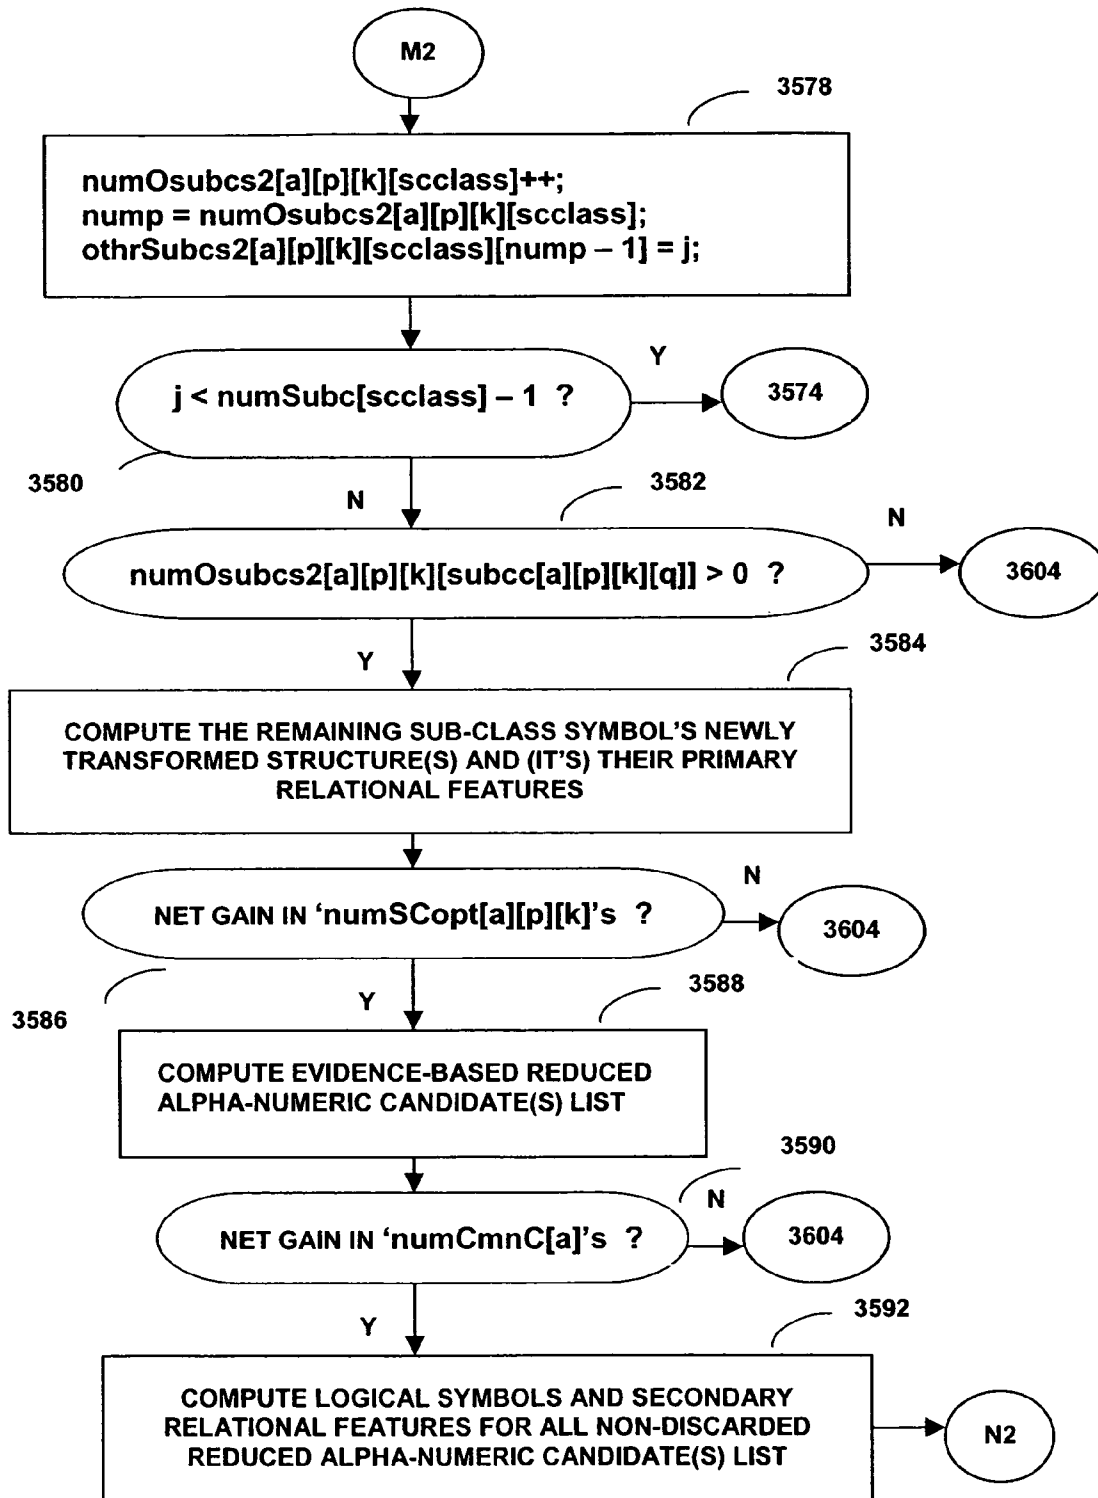 M2
3578
numOsubcs2[a][p][k][scclass]++;
nump = numOsubcs2[a][p][k][scclass];
othrSubcs2[a][p][k][scclass][nump – 1] = j;
j < numSubc[scclass] – 1 ?
Y
3574
3580
N
3582
numOsubcs2[a][p][k][subcc[a][p][k][q]] > 0 ?
N
3604
Y
3584
COMPUTE THE REMAINING SUB-CLASS SYMBOL'S NEWLY
TRANSFORMED STRUCTURE(S) AND (IT'S) THEIR PRIMARY
RELATIONAL FEATURES
NET GAIN IN ‘numSCopt[a][p][k]’s ?
N
3604
3586
Y
3588
COMPUTE EVIDENCE-BASED REDUCED
ALPHA-NUMERIC CANDIDATE(S) LIST
3590
NET GAIN IN ‘numCmnC[a]’s ?
N
3604
Y
3592
COMPUTE LOGICAL SYMBOLS AND SECONDARY
RELATIONAL FEATURES FOR ALL NON-DISCARDED
REDUCED ALPHA-NUMERIC CANDIDATE(S) LIST
N2